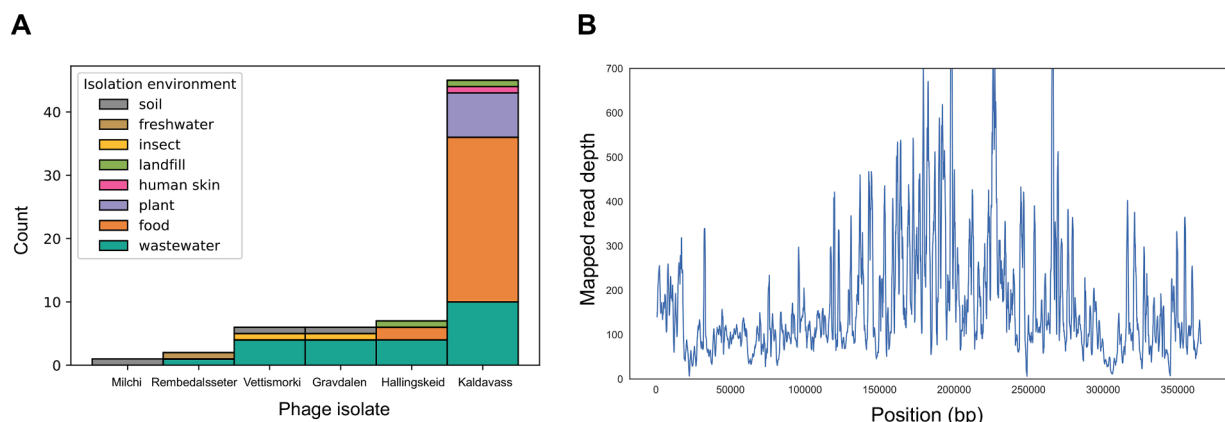 A
Isolation environment
soil
freshwater
insect
landfill
human skin
plant
food
wastewater
40
30
20
10
0
Count
Milchi Rembedalsseter Vettismorki Gravdalen Hallingskeid Kaldavass
Phage isolate
B
700
600
500
400
300
200
100
0
Mapped read depth
0 50000 100000 150000 200000 250000 300000 350000
Position (bp)